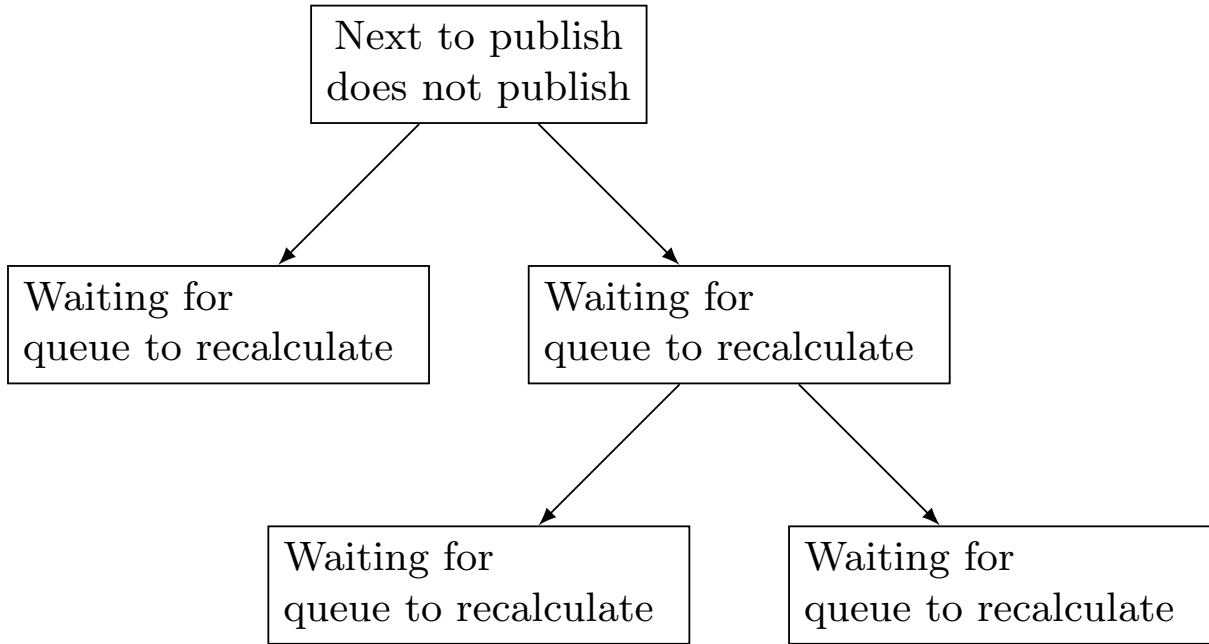 Next to publish
does not publish
Waiting for
queue to recalculate
Waiting for
queue to recalculate
Waiting for
queue to recalculate
Waiting for
queue to recalculate